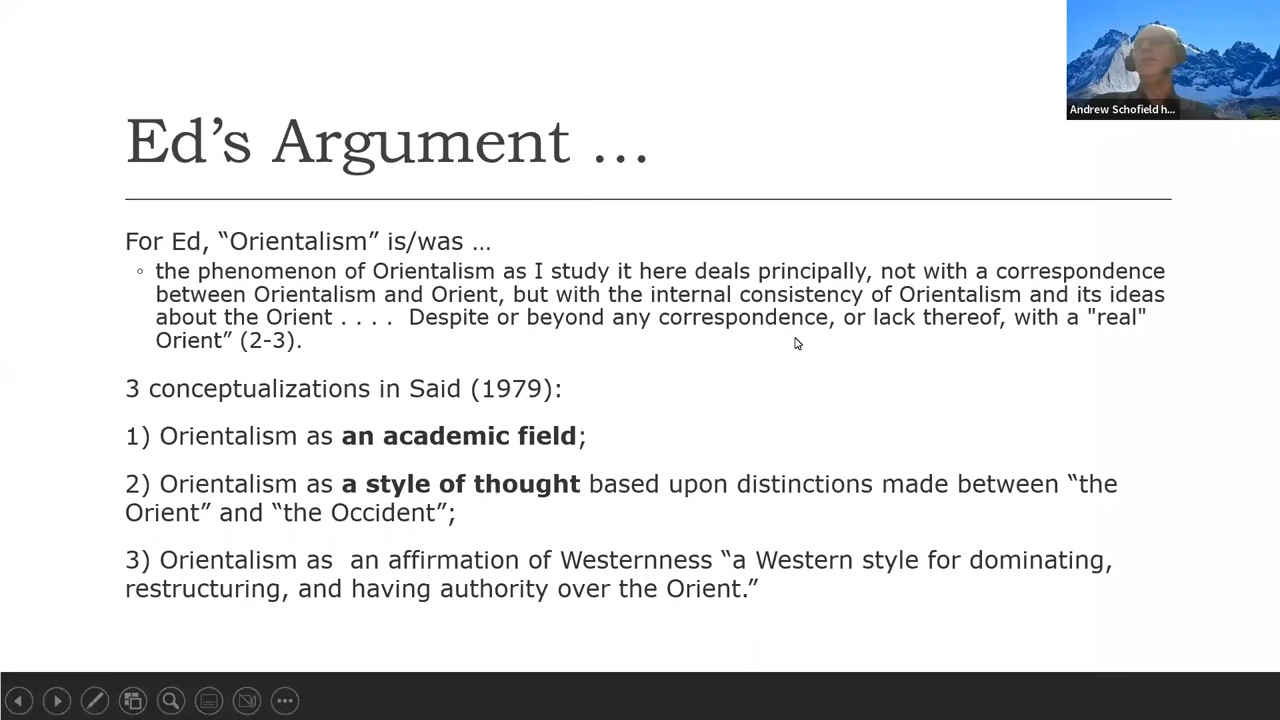 Andrew Schofield h...
Ed’s Argument …
For Ed, “Orientalism” is/was …
◦ the phenomenon of Orientalism as I study it here deals principally, not with a correspondence
between Orientalism and Orient, but with the internal consistency of Orientalism and its ideas
about the Orient . . . .  Despite or beyond any correspondence, or lack thereof, with a "real"
Orient” (2-3).
3 conceptualizations in Said (1979):
1) Orientalism as an academic field;
2) Orientalism as a style of thought based upon distinctions made between “the
Orient” and “the Occident”;
3) Orientalism as  an affirmation of Westernness “a Western style for dominating,
restructuring, and having authority over the Orient.”